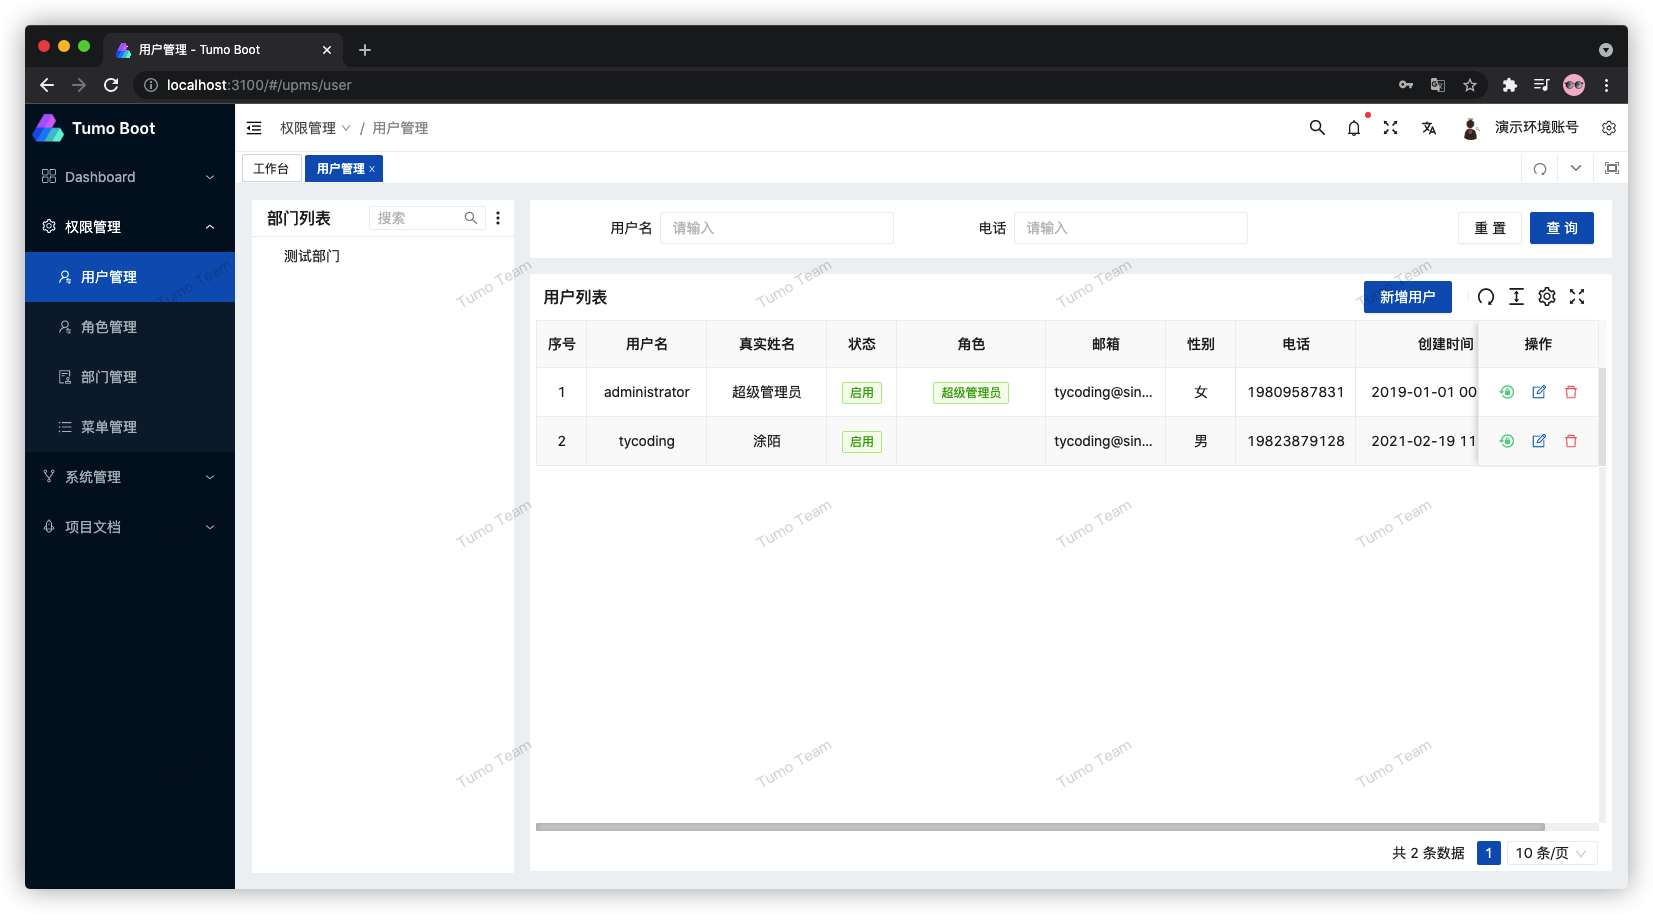 用户管理 - Tumo Boot
localhost:3100/#/upms/user
Tumo Boot
Dashboard
权限管理
用户管理
角色管理
部门管理
菜单管理
系统管理
项目文档
权限管理 / 用户管理
演示环境账号
工作台 用户管理 x
部门列表 搜索
测试部门
用户名 请输入 电话 请输入 重 置 查 询
用户列表 新增用户
序号 用户名 真实姓名 状态 角色 邮箱 性别 电话 创建时间 操作
1 administrator 超级管理员 启用 超级管理员 tycoding@sin... 女 19809587831 2019-01-01 00
2 tycoding 涂陌 启用 tycoding@sin... 男 19823879128 2021-02-19 11
共 2 条数据 1 10 条/页
Tumo Team Tumo Team Tumo Team Tumo Team Tumo Team
Tumo Team Tumo Team Tumo Team Tumo Team
Tumo Team Tumo Team Tumo Team Tumo Team